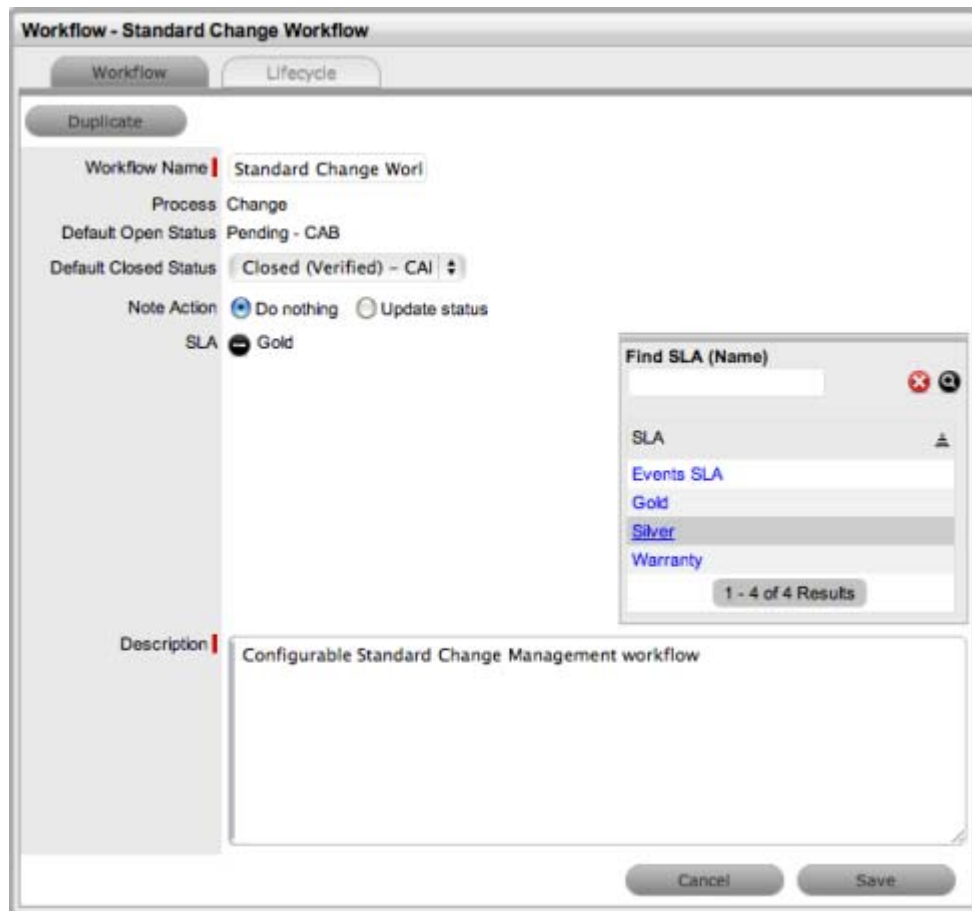 Workflow - Standard Change Workflow
Workflow Lifecycle
Duplicate
Workflow Name Standard Change Worl
Process Change
Default Open Status Pending - CAB
Default Closed Status Closed (Verified) - CAI
Note Action Do nothing Update status
SLA Gold
Find SLA (Name)
SLA
Events SLA
Gold
Silver
Warranty
1 - 4 of 4 Results
Description Configurable Standard Change Management workflow
Cancel Save